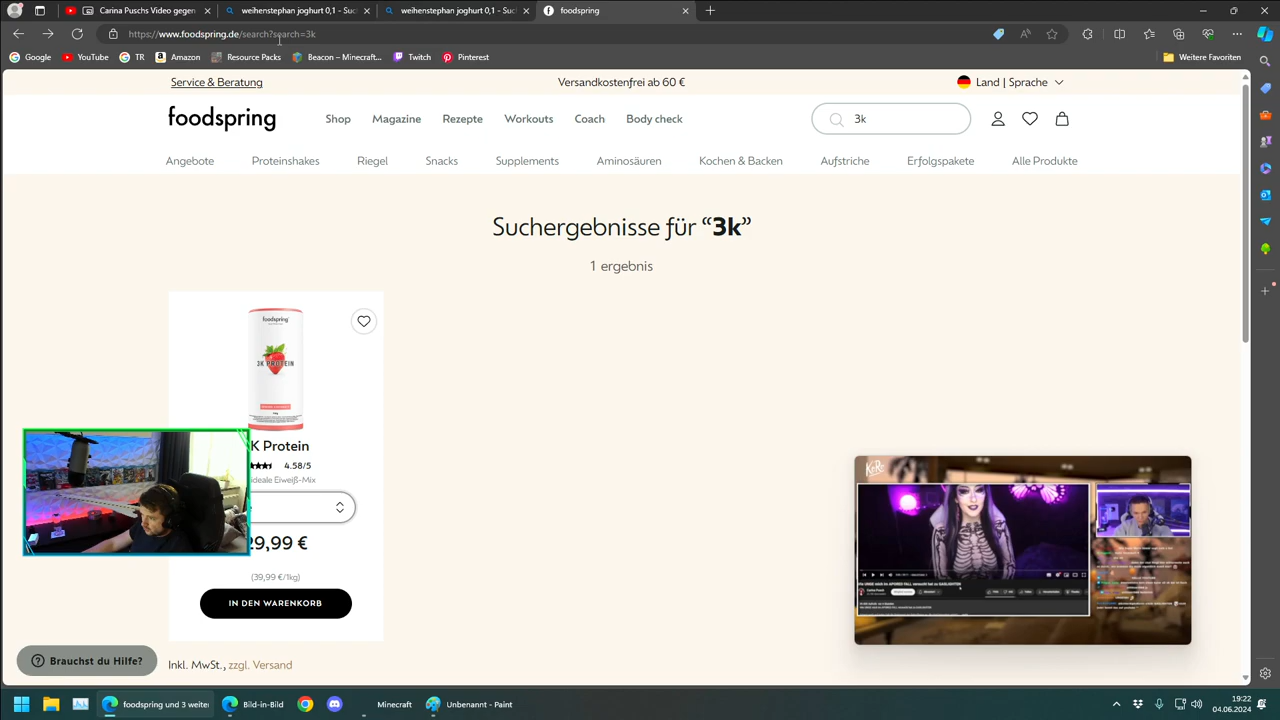 Carina Puschs Video gegen
weihenstephan joghurt 0,1 - Suc
weihenstephan joghurt 0,1 - Suc
foodspring
https://www.foodspring.de/search?search=3k
Google
YouTube
TR
Amazon
Resource Packs
Beacon – Minecraft...
Twitch
Pinterest
Weitere Favoriten
Service & Beratung
Versandkostenfrei ab 60 €
Land | Sprache
foodspring
Shop
Magazine
Rezepte
Workouts
Coach
Body check
3k
Angebote
Proteinshakes
Riegel
Snacks
Supplements
Aminosäuren
Kochen & Backen
Aufstriche
Erfolgspakete
Alle Produkte
Suchergebnisse für “3k”
1 ergebnis
foodspring
3K PROTEIN
K Protein
4.58/5
ideale Eiweiß-Mix
29,99 €
(39,99 €/1kg)
IN DEN WARENKORB
Inkl. MwSt., zzgl. Versand
Brauchst du Hilfe?
foodspring und 3 weiter
Bild-in-Bild
Minecraft
Unbenannt - Paint
19:22
04.06.2024